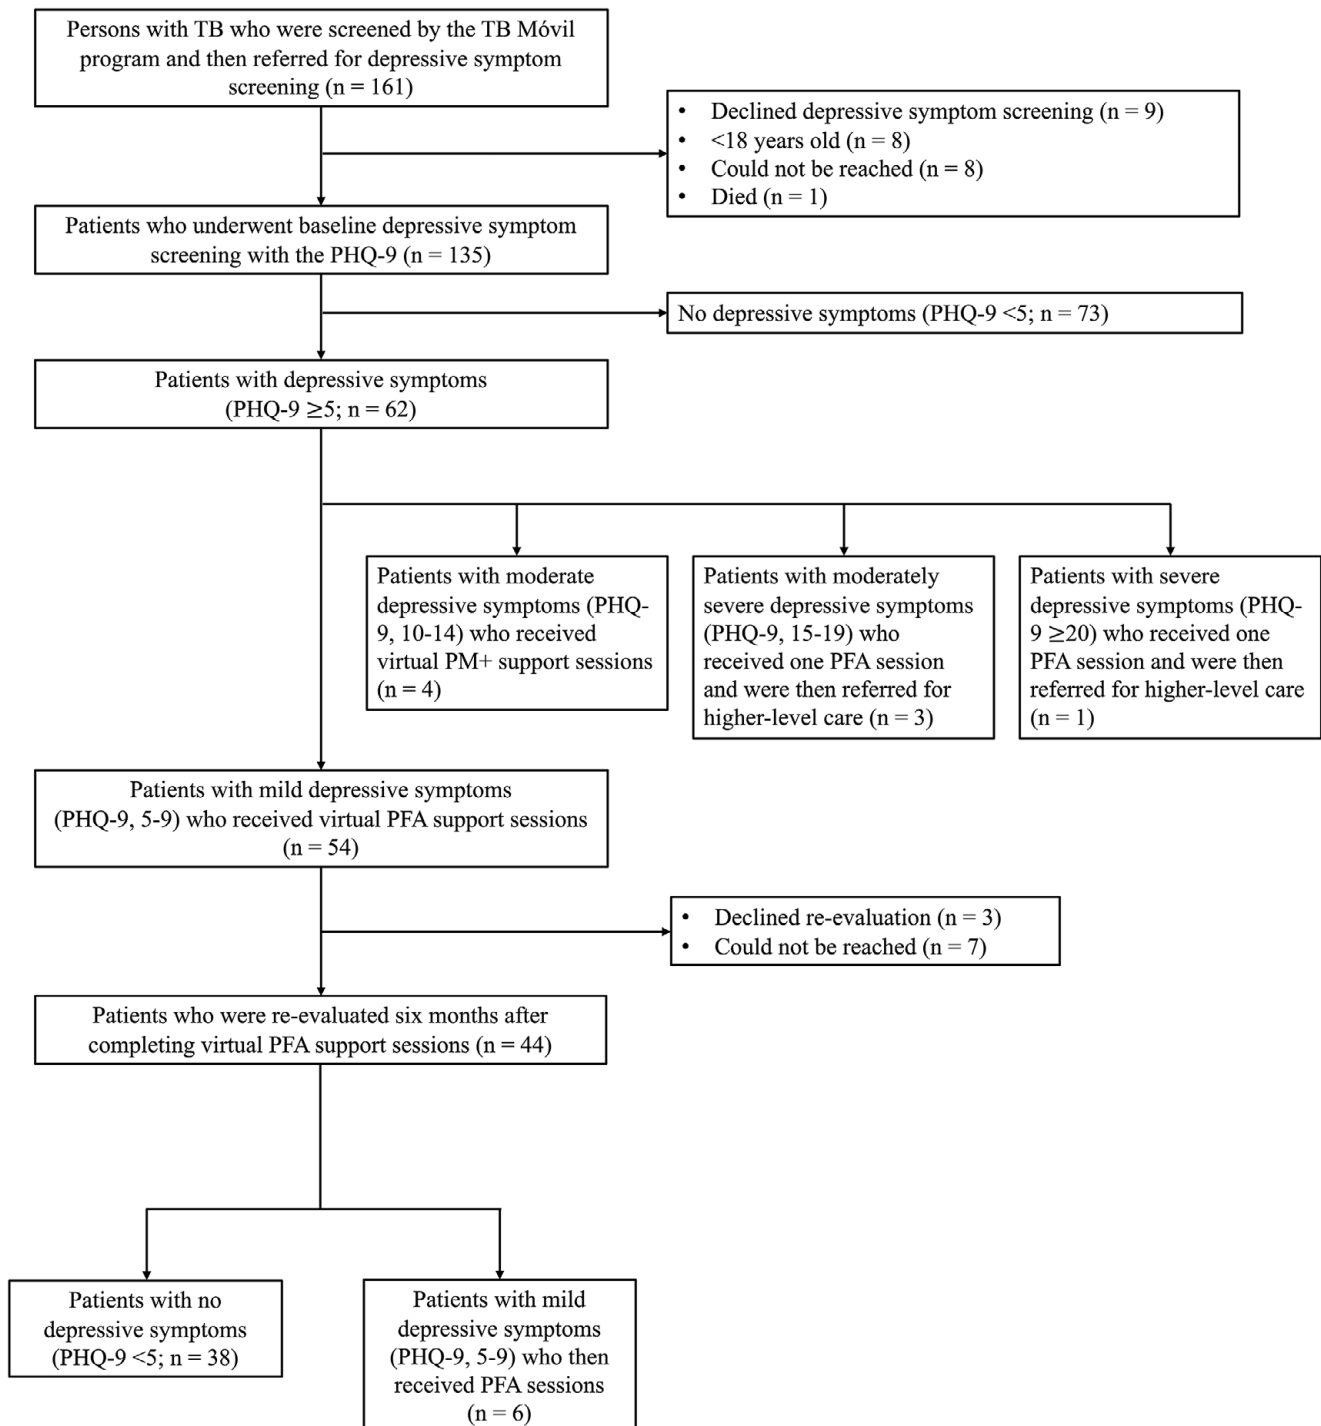 Persons with TB who were screened by the TB Móvil
program and then referred for depressive symptom
screening (n = 161)
• Declined depressive symptom screening (n = 9)
• <18 years old (n = 8)
• Could not be reached (n = 8)
• Died (n = 1)
Patients who underwent baseline depressive symptom
screening with the PHQ-9 (n = 135)
No depressive symptoms (PHQ-9 <5; n = 73)
Patients with depressive symptoms
(PHQ-9 ≥5; n = 62)
Patients with moderate
depressive symptoms (PHQ-
9, 10-14) who received
virtual PM+ support sessions
(n = 4)
Patients with moderately
severe depressive symptoms
(PHQ-9, 15-19) who
received one PFA session
and were then referred for
higher-level care (n = 3)
Patients with severe
depressive symptoms (PHQ-
9 ≥20) who received one
PFA session and were then
referred for higher-level care
(n = 1)
Patients with mild depressive symptoms
(PHQ-9, 5-9) who received virtual PFA support sessions
(n = 54)
• Declined re-evaluation (n = 3)
• Could not be reached (n = 7)
Patients who were re-evaluated six months after
completing virtual PFA support sessions (n = 44)
Patients with no
depressive symptoms
(PHQ-9 <5; n = 38)
Patients with mild
depressive symptoms
(PHQ-9, 5-9) who then
received PFA sessions
(n = 6)